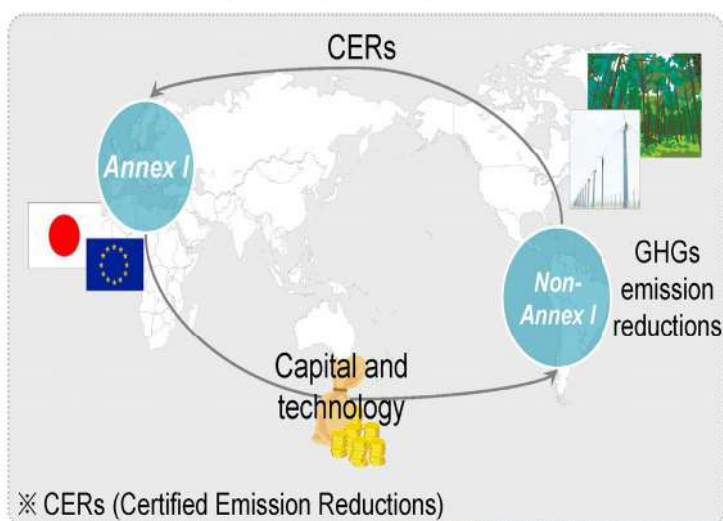 CERs
Annex I
Non-
Annex I
GHGs
emission
reductions
Capital and
technology
※ CERs (Certified Emission Reductions)